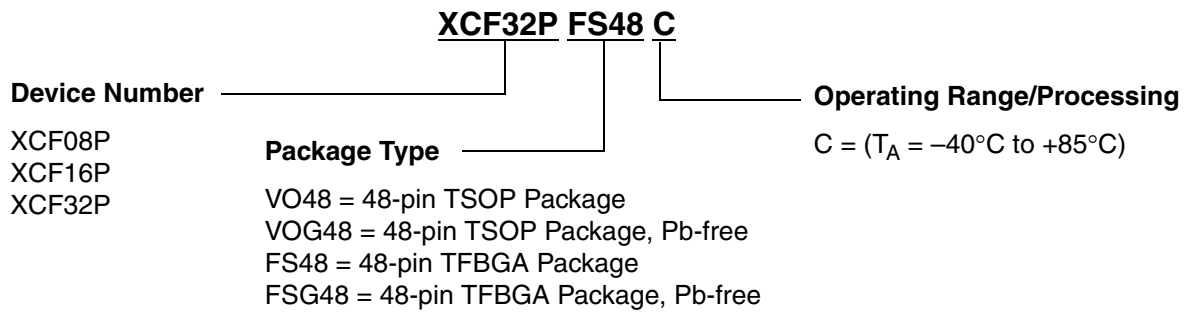 XCF32P FS48 C
Device Number
XCF08P
XCF16P
XCF32P
Package Type
VO48 = 48-pin TSOP Package
VOG48 = 48-pin TSOP Package, Pb-free
FS48 = 48-pin TFBGA Package
FSG48 = 48-pin TFBGA Package, Pb-free
Operating Range/Processing
C = (TA = –40°C to +85°C)